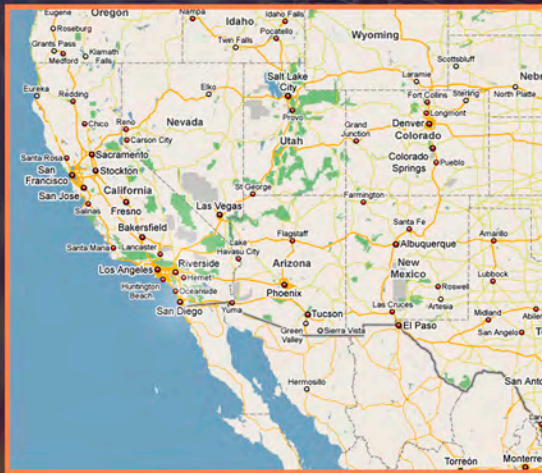 Eugene
Oregon
Idaho
Idaho Falls
Nampa
Wyoming
Roseburg
Pocatello
Twin Falls
Grants Pass
Medford
Klamath
Falls
Scottsbluff
Laramie
Neb
Salt Lake
City
Elko
Eureka
Redding
Fort Collins
Sterling
North Platte
Provo
Longmont
Chico
Reno
Nevada
Grand
Junction
Denver
Colorado
Carson City
Utah
Santa Rosa
Sacramento
Colorado
Springs
Pueblo
San
Francisco
Stockton
San Jose
California
St George
Salinas
Fresno
Las Vegas
Farmington
Bakersfield
Santa Fe
Santa Maria
Lancaster
Lake
Havasu City
Flagstaff
Albuquerque
Amarillo
Los Angeles
Riverside
Hemet
Arizona
New
Mexico
Lubbock
Huntington
Beach
Oceanside
Phoenix
Roswell
San Diego
Yuma
Las Cruces
Artesia
Midland
Abilen
Tucson
El Paso
Green
Valley
Sierra Vista
San Angelo
Hermosillo
San Anto
Torreón
Monterre